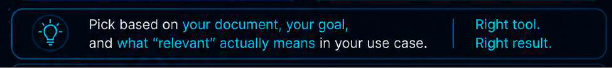 Pick based on your document, your goal,
and what “relevant” actually means in your use case.
Right tool.
Right result.